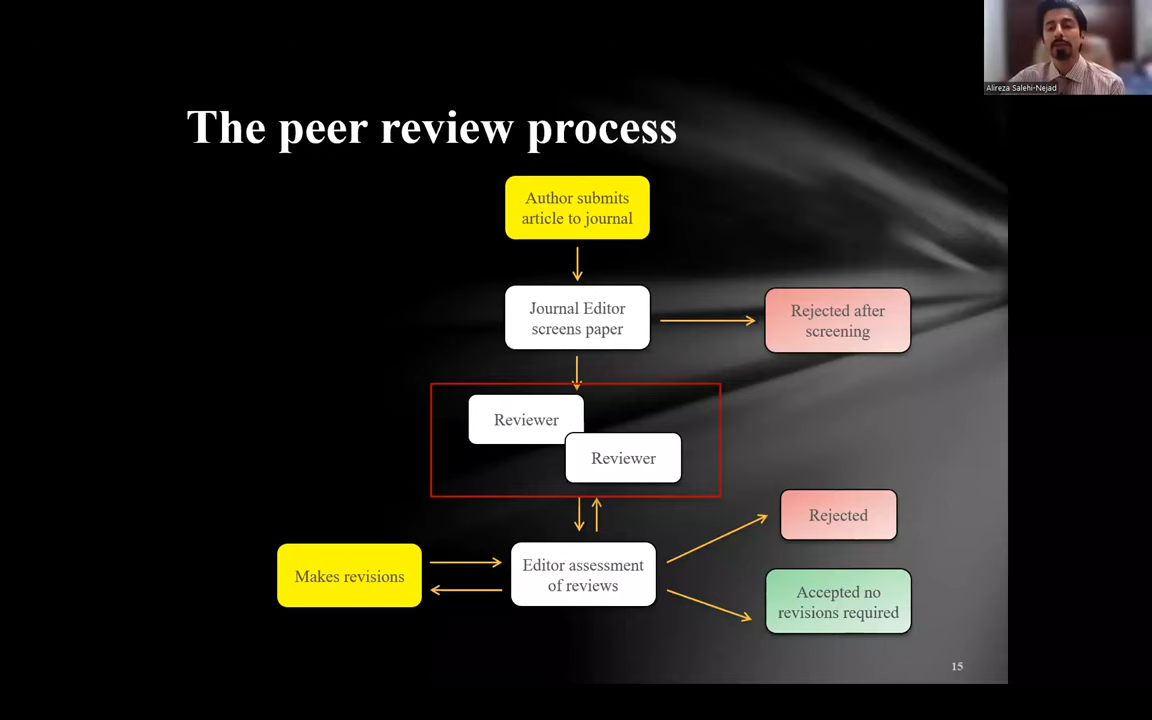 Alireza Salehi-Nejad
The peer review process
Author submits
article to journal
Journal Editor
screens paper
Rejected after
screening
Reviewer
Reviewer
Rejected
Makes revisions
Editor assessment
of reviews
Accepted no
revisions required
15